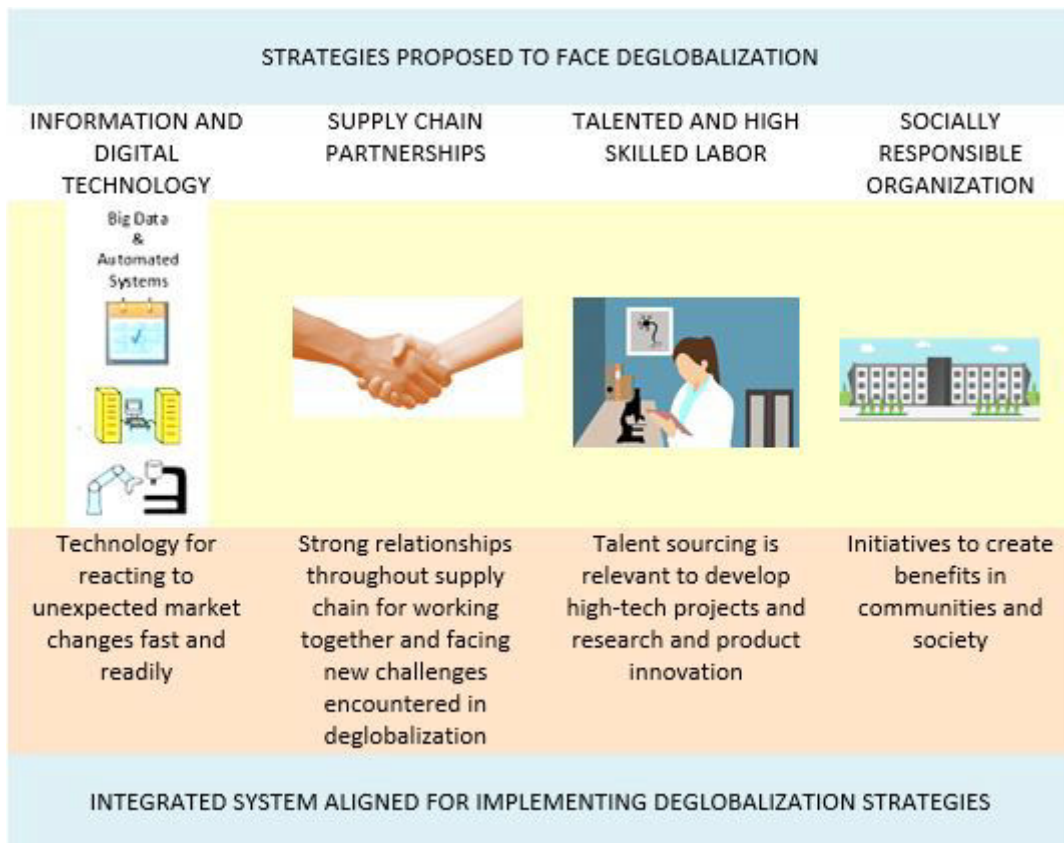 STRATEGIES PROPOSED TO FACE DEGLOBALIZATION
INFORMATION AND
DIGITAL
TECHNOLOGY
SUPPLY CHAIN
PARTNERSHIPS
TALENTED AND HIGH
SKILLED LABOR
SOCIALLY
RESPONSIBLE
ORGANIZATION
Big Data
&
Automated
Systems
Technology for
reacting to
unexpected market
changes fast and
readily
Strong relationships
throughout supply
chain for working
together and facing
new challenges
encountered in
deglobalization
Talent sourcing is
relevant to develop
high-tech projects and
research and product
innovation
Initiatives to create
benefits in
communities and
society
INTEGRATED SYSTEM ALIGNED FOR IMPLEMENTING DEGLOBALIZATION STRATEGIES